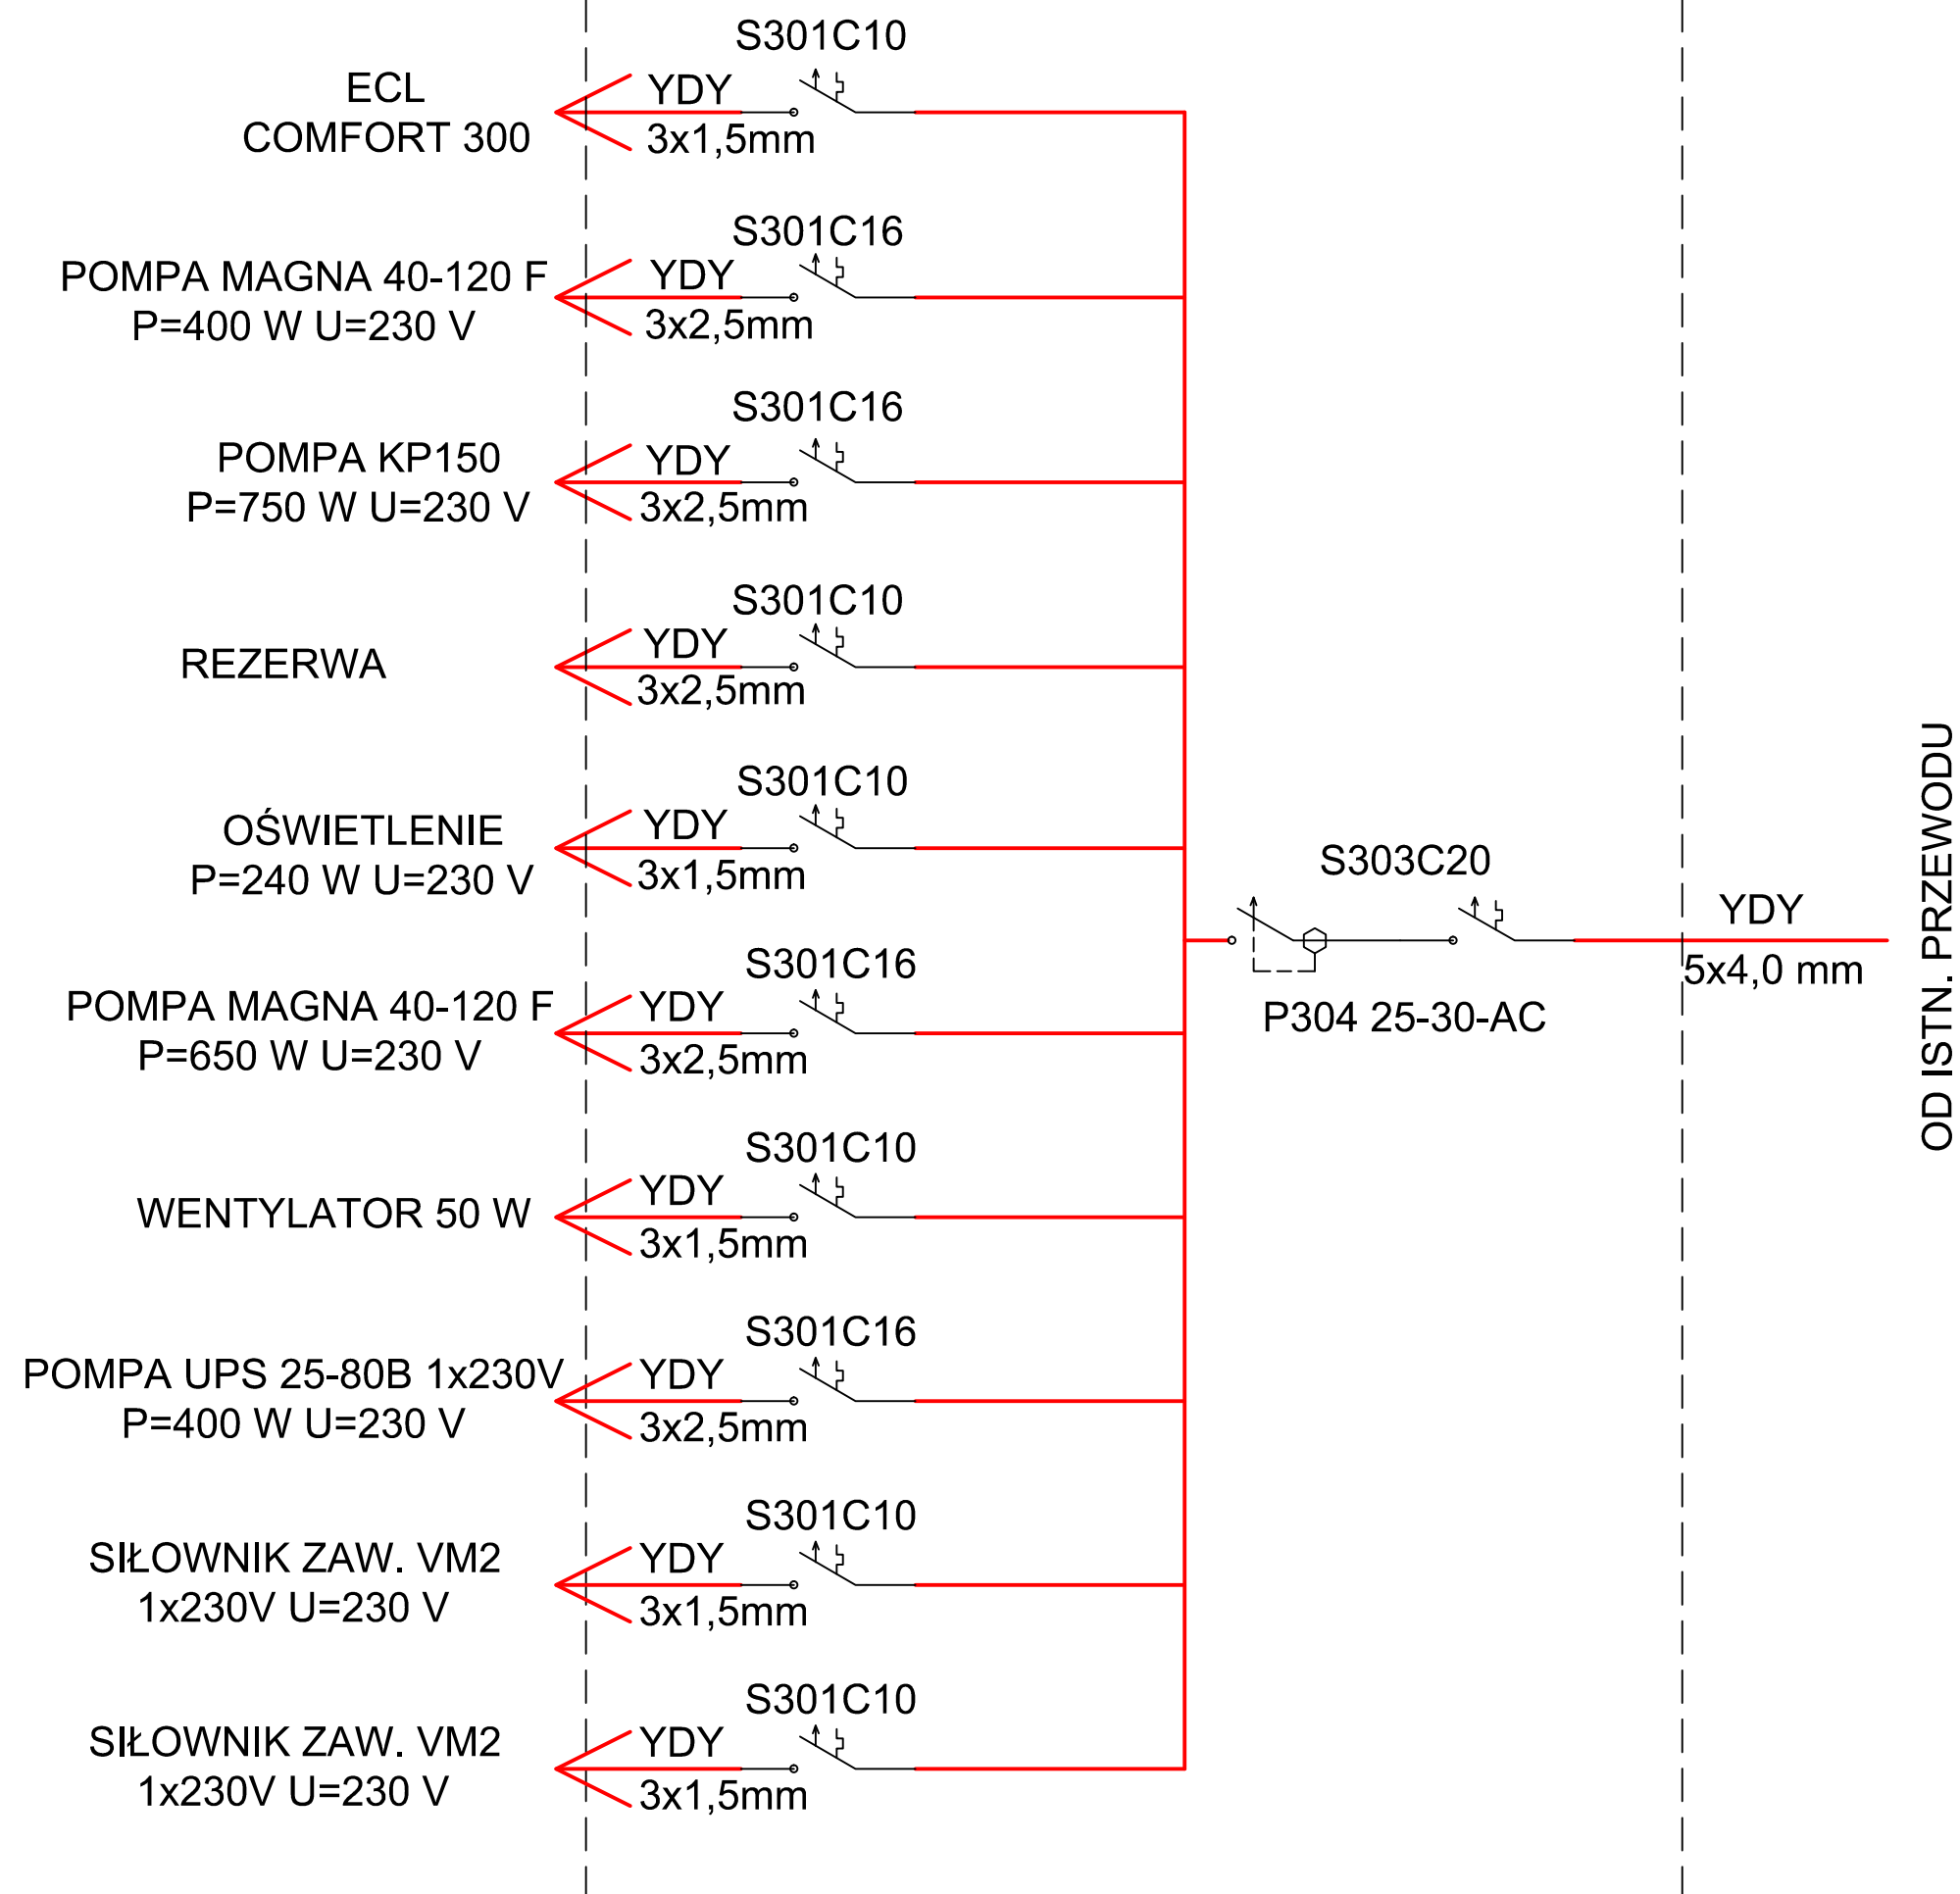 S301C10
ECL
COMFORT 300
YDY
3x1,5mm
S301C16
POMPA MAGNA 40-120 F
P=400 W U=230 V
YDY
3x2,5mm
S301C16
POMPA KP150
P=750 W U=230 V
YDY
3x2,5mm
S301C10
REZERWA
YDY
3x2,5mm
S301C10
OŚWIETLENIE
P=240 W U=230 V
YDY
3x1,5mm
S301C16
POMPA MAGNA 40-120 F
P=650 W U=230 V
YDY
3x2,5mm
S301C10
WENTYLATOR 50 W
YDY
3x1,5mm
S301C16
POMPA UPS 25-80B 1x230V
P=400 W U=230 V
YDY
3x2,5mm
S301C10
SIŁOWNIK ZAW. VM2
1x230V U=230 V
YDY
3x1,5mm
S301C10
SIŁOWNIK ZAW. VM2
1x230V U=230 V
YDY
3x1,5mm
S303C20
P304 25-30-AC
YDY
5x4,0 mm
OD ISTN. PRZEWODU